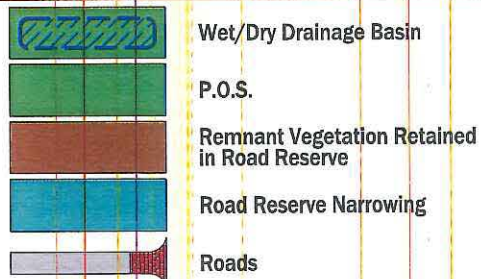 Wet/Dry Drainage Basin
P.O.S.
Remnant Vegetation Retained
in Road Reserve
Road Reserve Narrowing
Roads